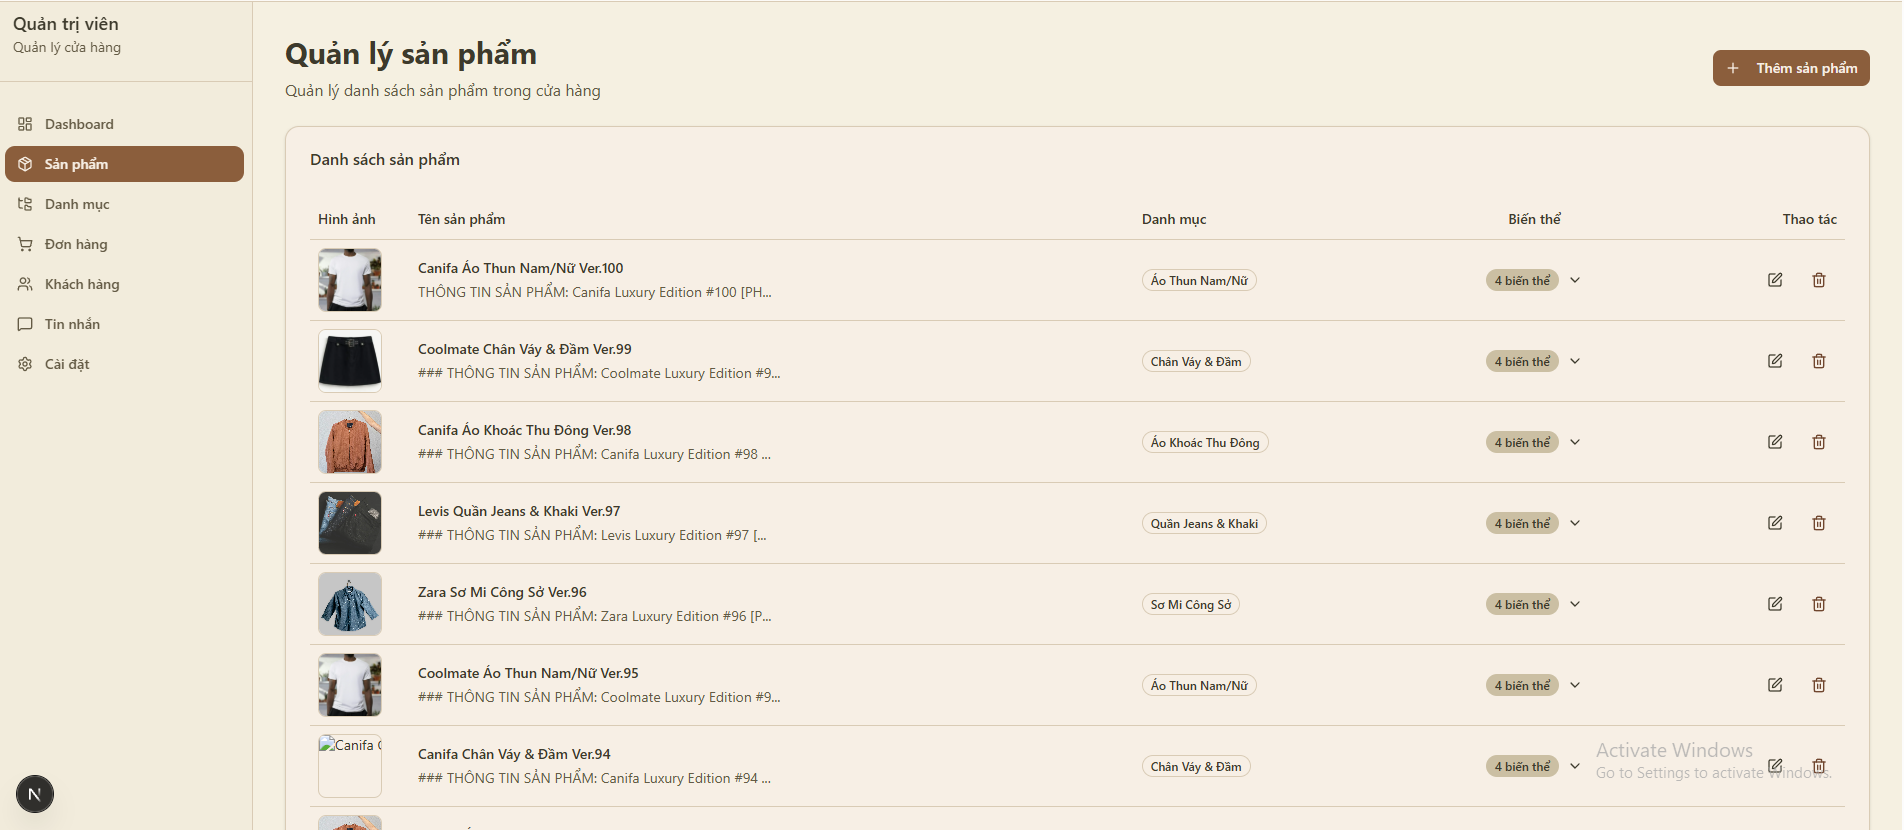 Quản trị viên
Quản lý cửa hàng
Dashboard
Sản phẩm
Danh mục
Đơn hàng
Khách hàng
Tin nhắn
Cài đặt
N
Quản lý sản phẩm
Quản lý danh sách sản phẩm trong cửa hàng
Thêm sản phẩm
Danh sách sản phẩm
Hình ảnh Tên sản phẩm Danh mục Biến thể Thao tác
Canifa Áo Thun Nam/Nữ Ver.100
THÔNG TIN SẢN PHẨM: Canifa Luxury Edition #100 [PH...
Áo Thun Nam/Nữ 4 biến thể
Coolmate Chân Váy & Đầm Ver.99
### THÔNG TIN SẢN PHẨM: Coolmate Luxury Edition #9...
Chân Váy & Đầm 4 biến thể
Canifa Áo Khoác Thu Đông Ver.98
### THÔNG TIN SẢN PHẨM: Canifa Luxury Edition #98 ...
Áo Khoác Thu Đông 4 biến thể
Levis Quần Jeans & Khaki Ver.97
### THÔNG TIN SẢN PHẨM: Levis Luxury Edition #97 [...
Quần Jeans & Khaki 4 biến thể
Zara Sơ Mi Công Sở Ver.96
### THÔNG TIN SẢN PHẨM: Zara Luxury Edition #96 [P...
Sơ Mi Công Sở 4 biến thể
Coolmate Áo Thun Nam/Nữ Ver.95
### THÔNG TIN SẢN PHẨM: Coolmate Luxury Edition #9...
Áo Thun Nam/Nữ 4 biến thể
Canifa
Canifa Chân Váy & Đầm Ver.94
### THÔNG TIN SẢN PHẨM: Canifa Luxury Edition #94 ...
Chân Váy & Đầm 4 biến thể
Activate Windows
Go to Settings to activate Windows.